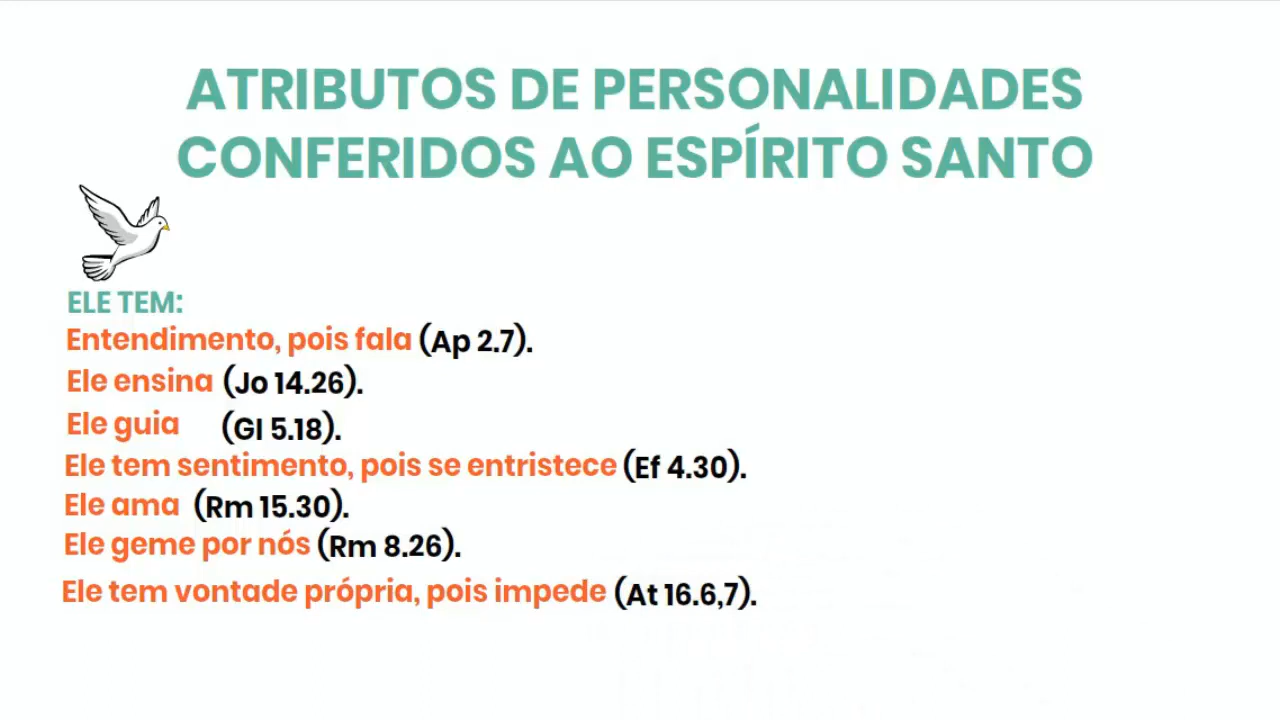 ATRIBUTOS DE PERSONALIDADES
CONFERIDOS AO ESPÍRITO SANTO
ELE TEM:
Entendimento, pois fala (Ap 2.7).
Ele ensina (Jo 14.26).
Ele guia (Gl 5.18).
Ele tem sentimento, pois se entristece (Ef 4.30).
Ele ama (Rm 15.30).
Ele geme por nós (Rm 8.26).
Ele tem vontade própria, pois impede (At 16.6,7).